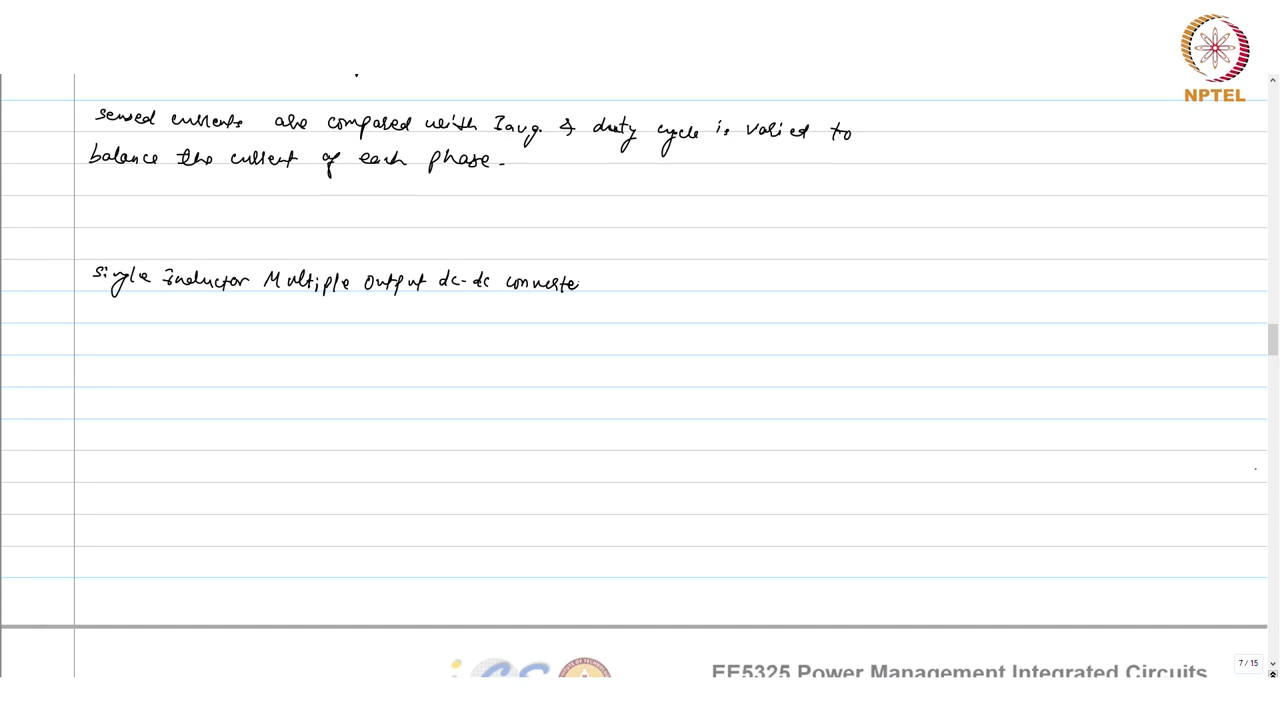 NPTEL
sensed currents are compared with Iavg. & duty cycle is varied to
balance the current of each phase.
Single Inductor Multiple Output dc-dc converte
7 / 15
EE5325 Power Management Integrated Circuits